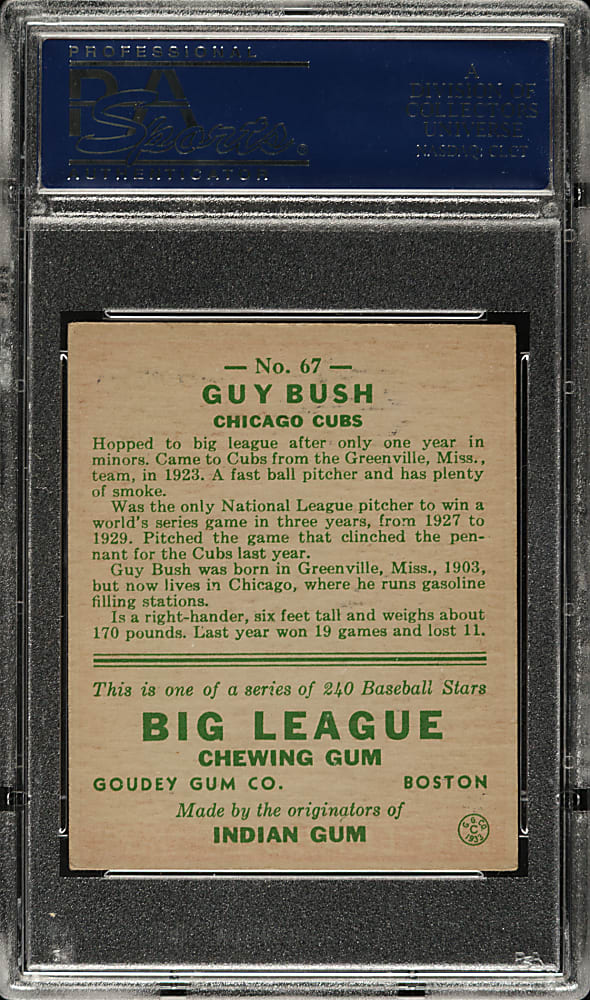 PROFESSIONAL
PSA
Sports®
AUTHENTICATOR
A
DIVISION OF
COLLECTORS
UNIVERSE
NASDAQ: CLCT
— No. 67 —
GUY BUSH
CHICAGO CUBS
Hopped to big league after only one year in
minors. Came to Cubs from the Greenville, Miss.,
team, in 1923. A fast ball pitcher and has plenty
of smoke.
Was the only National League pitcher to win a
world's series game in three years, from 1927 to
1929. Pitched the game that clinched the pen-
nant for the Cubs last year.
Guy Bush was born in Greenville, Miss., 1903,
but now lives in Chicago, where he runs gasoline
filling stations.
Is a right-hander, six feet tall and weighs about
170 pounds. Last year won 19 games and lost 11.
This is one of a series of 240 Baseball Stars
BIG LEAGUE
CHEWING GUM
GOUDEY GUM CO. BOSTON
Made by the originators of
INDIAN GUM
G.G.CO.
C
1933
PSA